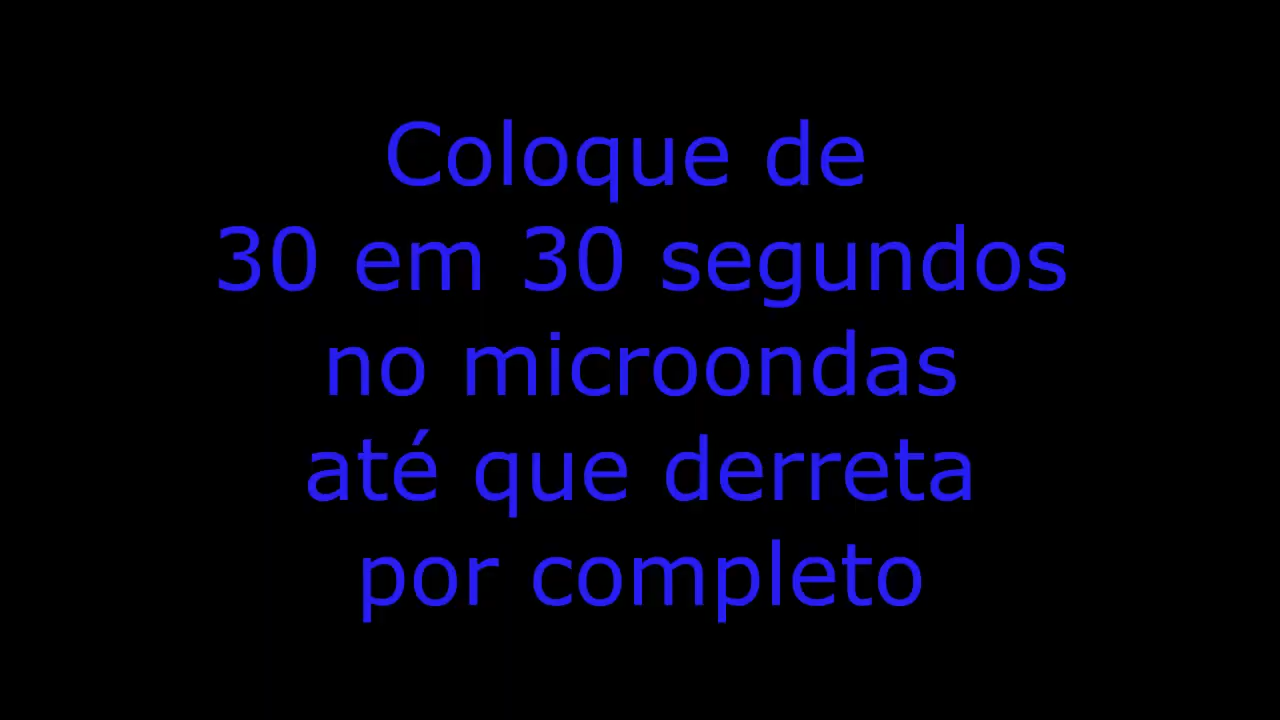 Coloque de
30 em 30 segundos
no microondas
até que derreta
por completo